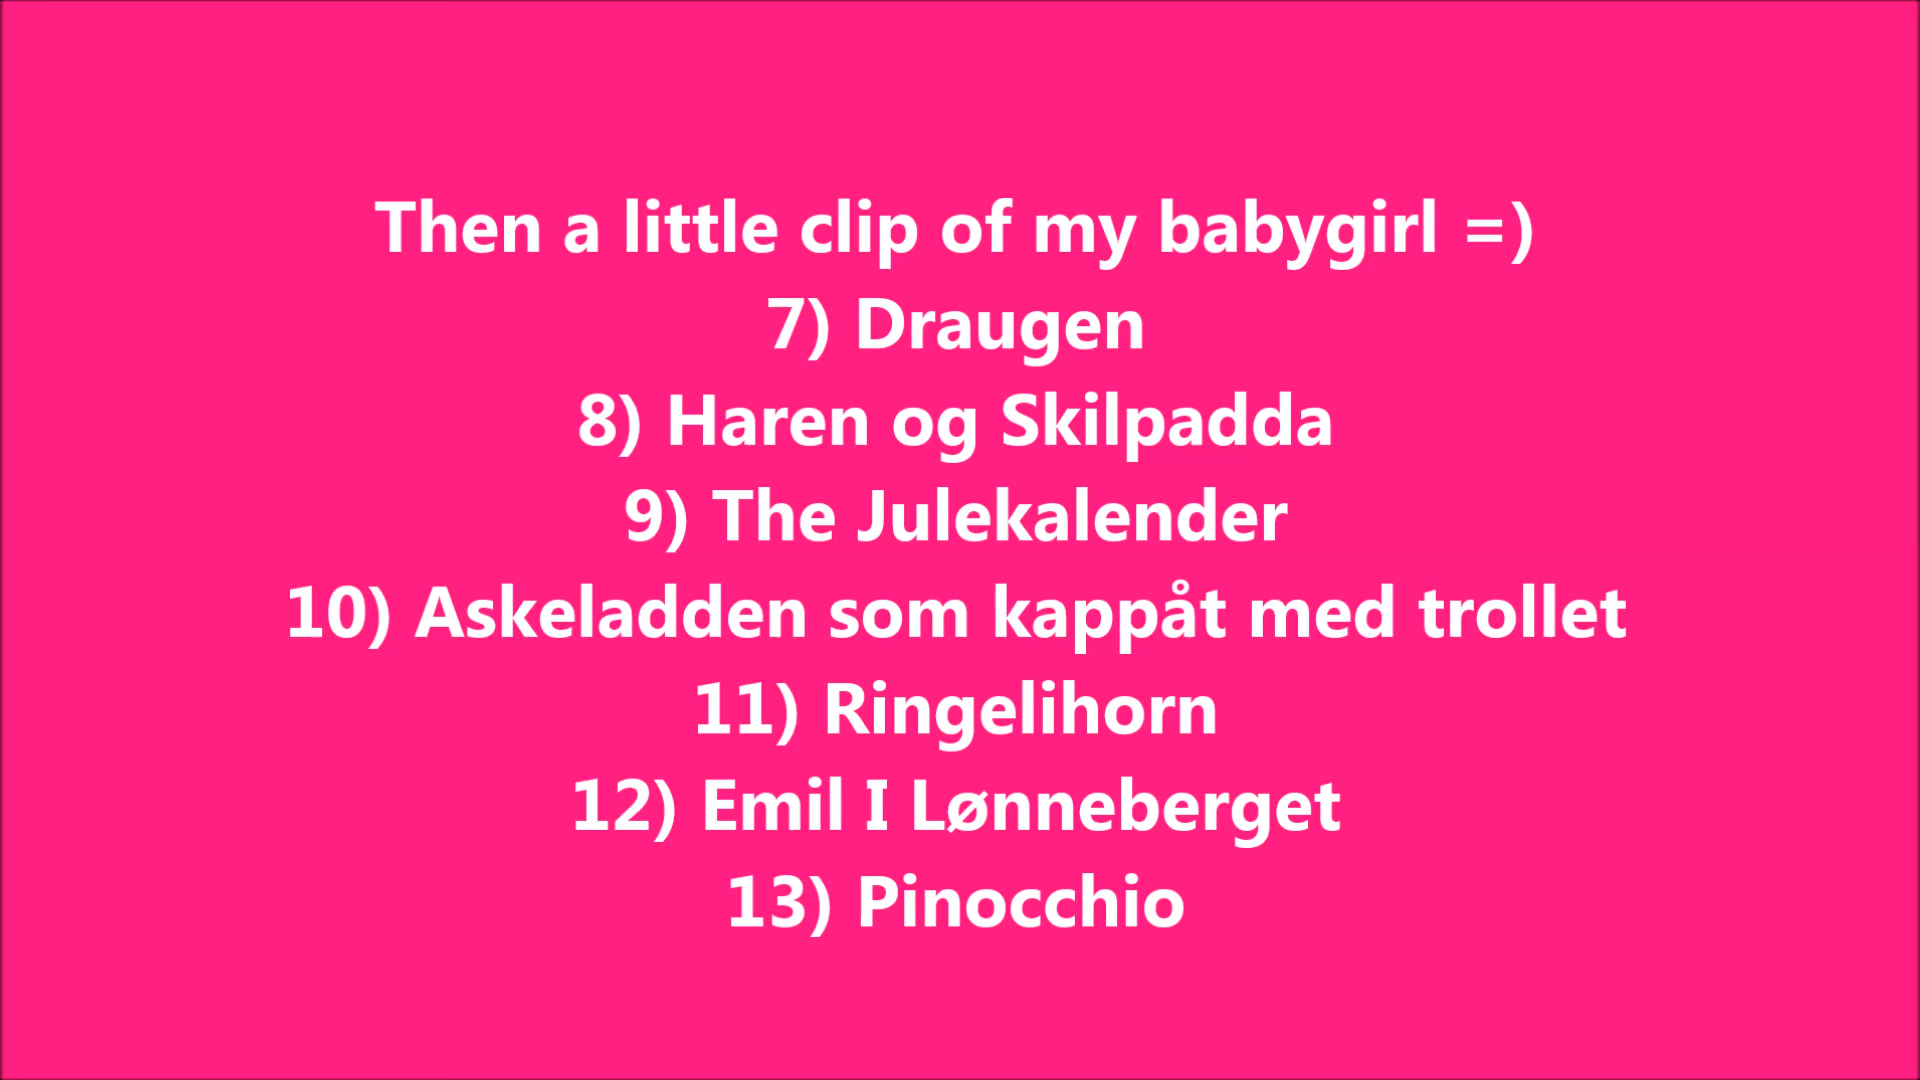 Then a little clip of my babygirl =)
7) Draugen
8) Haren og Skilpadda
9) The Julekalender
10) Askeladden som kappåt med trollet
11) Ringelihorn
12) Emil I Lønneberget
13) Pinocchio